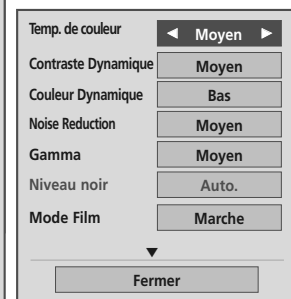 Temp. de couleur ◄ Moyen ►
Contraste Dynamique Moyen
Couleur Dynamique Bas
Noise Reduction Moyen
Gamma Moyen
Niveau noir Auto.
Mode Film Marche
▼
Fermer